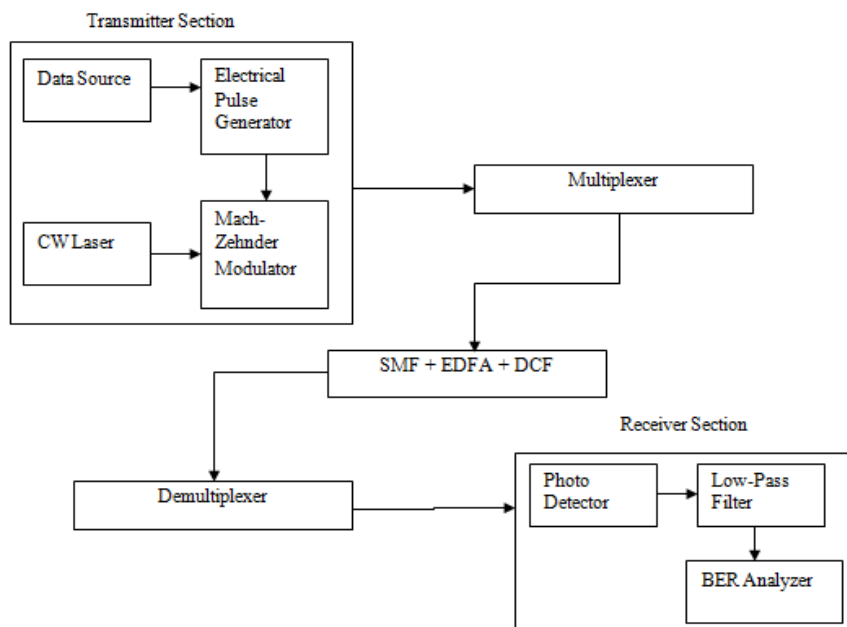 Transmitter Section
Data Source
Electrical
Pulse
Generator
CW Laser
Mach-
Zehnder
Modulator
Multiplexer
SMF + EDFA + DCF
Demultiplexer
Receiver Section
Photo
Detector
Low-Pass
Filter
BER Analyzer